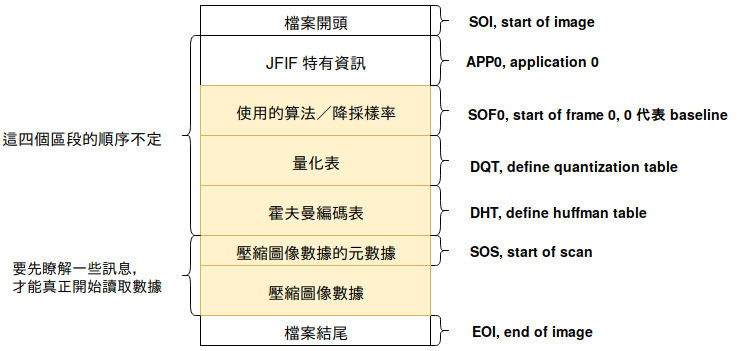 檔案開頭
SOI, start of image
JFIF 特有資訊
APP0, application 0
使用的算法／降採樣率
SOF0, start of frame 0, 0 代表 baseline
這四個區段的順序不定
量化表
DQT, define quantization table
霍夫曼編碼表
DHT, define huffman table
壓縮圖像數據的元數據
SOS, start of scan
要先瞭解一些訊息，
才能真正開始讀取數據
壓縮圖像數據
檔案結尾
EOI, end of image